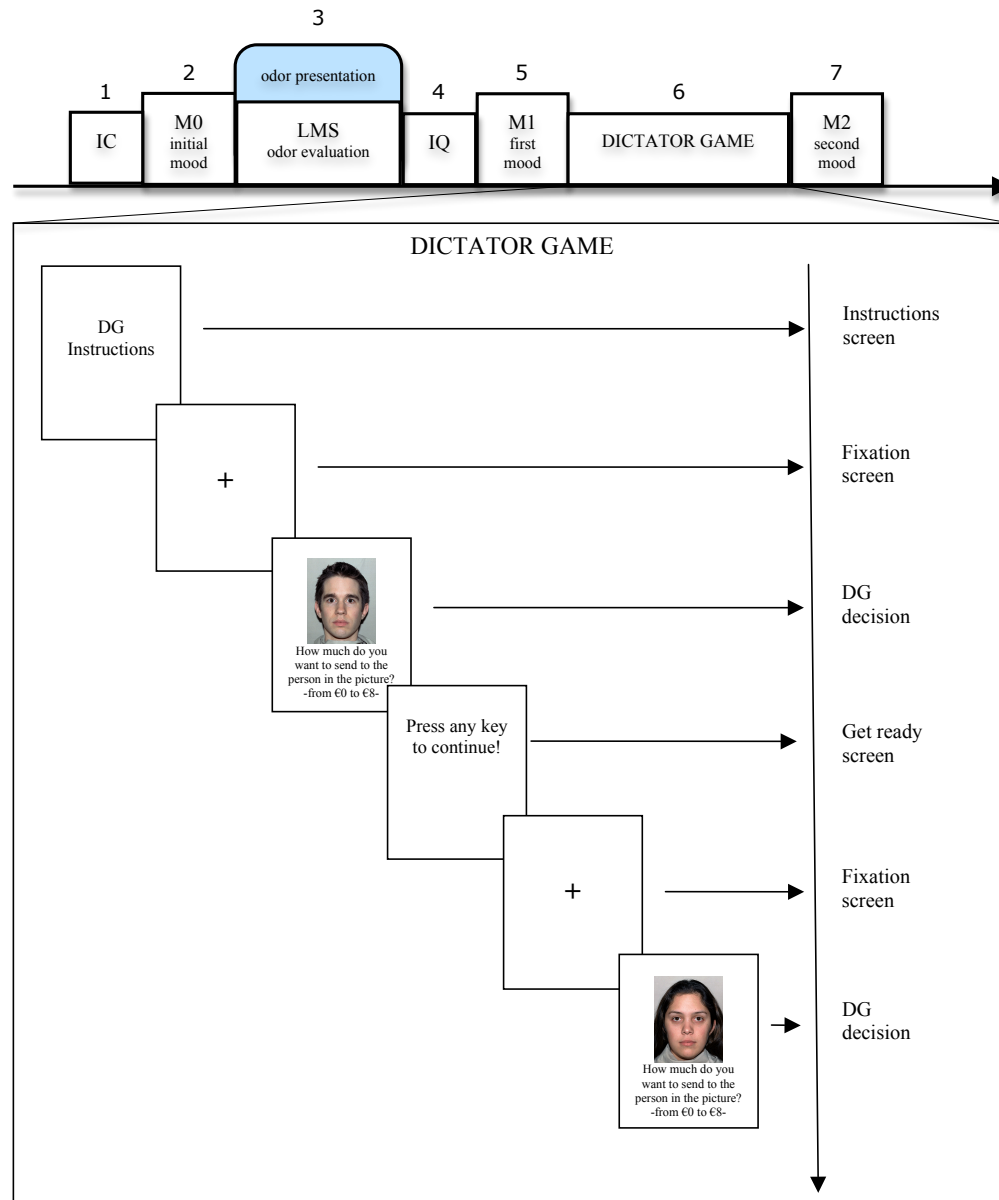 3
2
5
7
1
4
6
odor presentation
IC
M0
initial
mood
LMS
odor evaluation
IQ
M1
first
mood
DICTATOR GAME
M2
second
mood
DICTATOR GAME
DG
Instructions
Instructions
screen
+
Fixation
screen
How much do you
want to send to the
person in the picture?
-from €0 to €8-
DG
decision
Press any key
to continue!
Get ready
screen
+
Fixation
screen
How much do you
want to send to the
person in the picture?
-from €0 to €8-
DG
decision